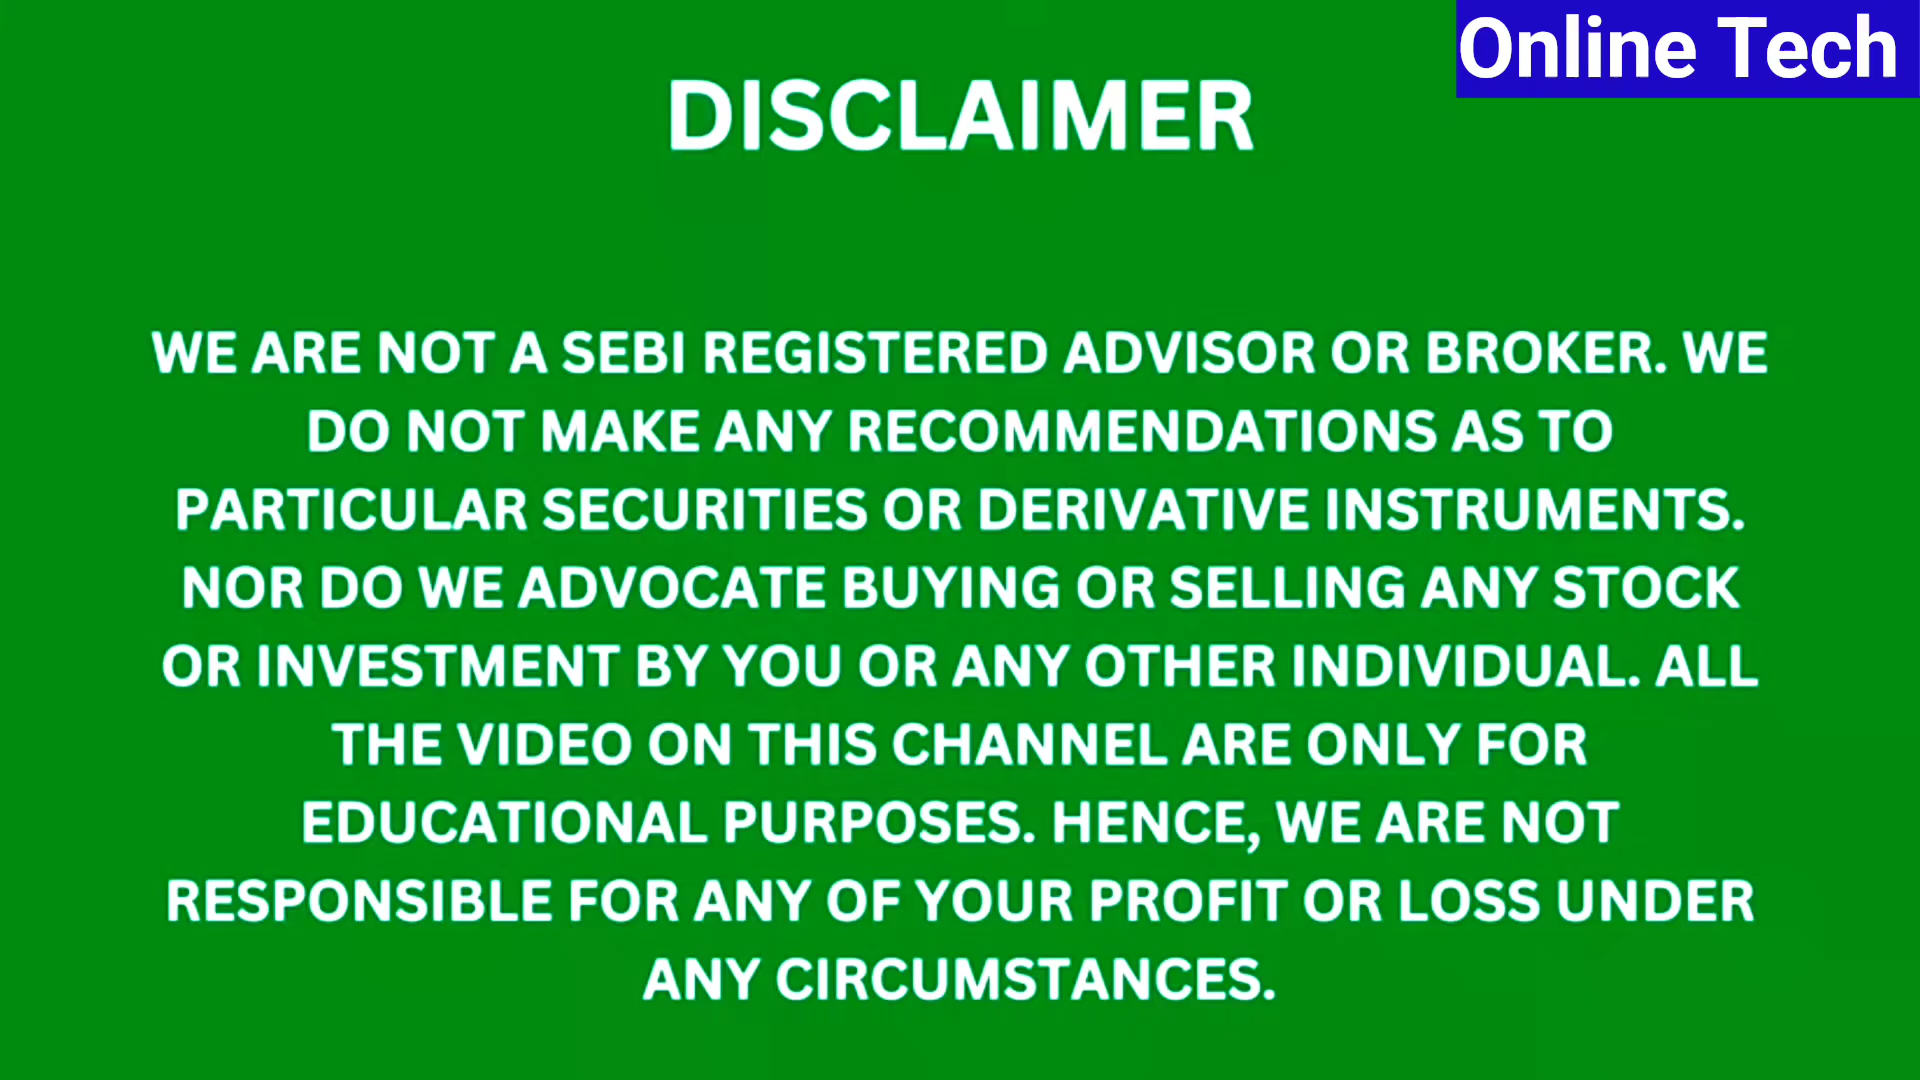 Online Tech
DISCLAIMER
WE ARE NOT A SEBI REGISTERED ADVISOR OR BROKER. WE
DO NOT MAKE ANY RECOMMENDATIONS AS TO
PARTICULAR SECURITIES OR DERIVATIVE INSTRUMENTS.
NOR DO WE ADVOCATE BUYING OR SELLING ANY STOCK
OR INVESTMENT BY YOU OR ANY OTHER INDIVIDUAL. ALL
THE VIDEO ON THIS CHANNEL ARE ONLY FOR
EDUCATIONAL PURPOSES. HENCE, WE ARE NOT
RESPONSIBLE FOR ANY OF YOUR PROFIT OR LOSS UNDER
ANY CIRCUMSTANCES.